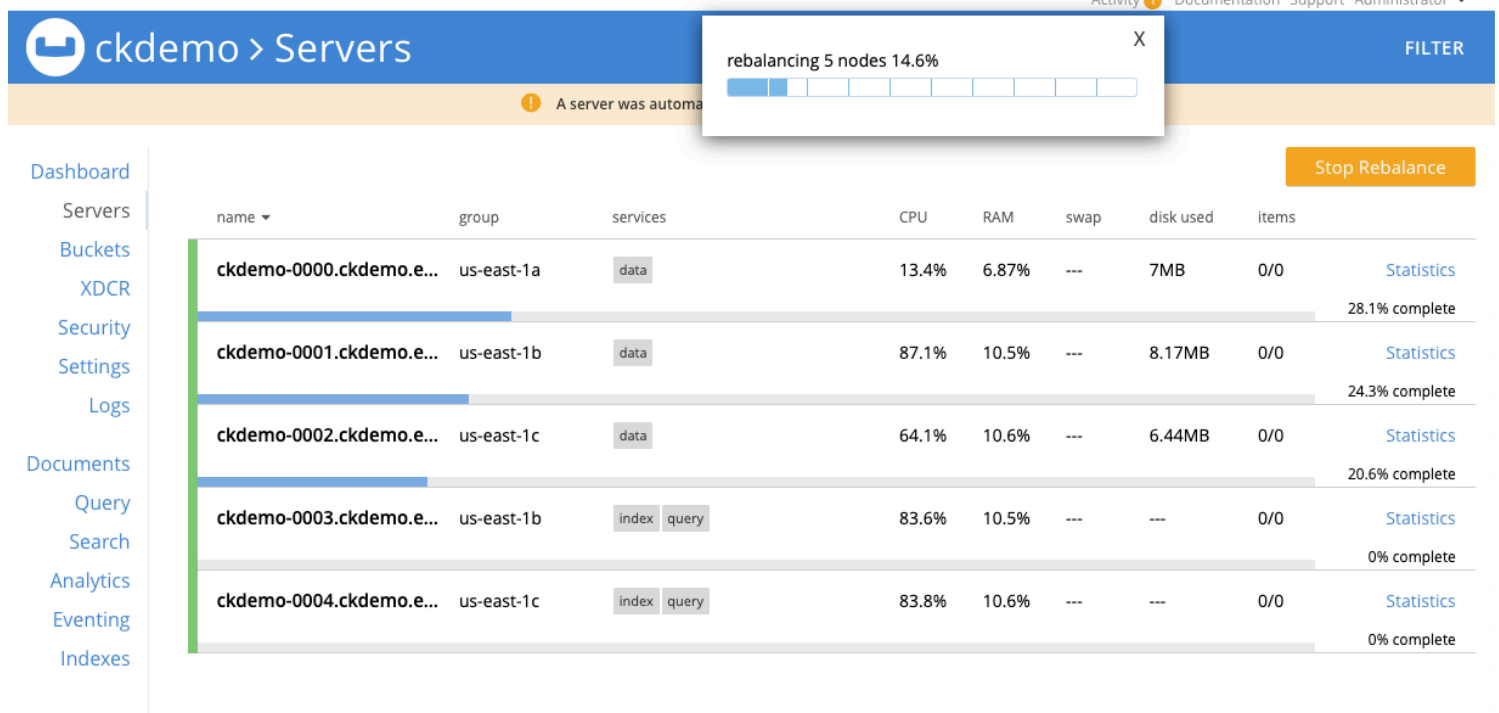 Activity ! Documentation Support Administrator
ckdemo > Servers
FILTER
rebalancing 5 nodes 14.6%
X
! A server was automa
Stop Rebalance
Dashboard
Servers
Buckets
XDCR
Security
Settings
Logs
Documents
Query
Search
Analytics
Eventing
Indexes
name group services CPU RAM swap disk used items
ckdemo-0000.ckdemo.e... us-east-1a data 13.4% 6.87% --- 7MB 0/0 Statistics
28.1% complete
ckdemo-0001.ckdemo.e... us-east-1b data 87.1% 10.5% --- 8.17MB 0/0 Statistics
24.3% complete
ckdemo-0002.ckdemo.e... us-east-1c data 64.1% 10.6% --- 6.44MB 0/0 Statistics
20.6% complete
ckdemo-0003.ckdemo.e... us-east-1b index query 83.6% 10.5% --- --- 0/0 Statistics
0% complete
ckdemo-0004.ckdemo.e... us-east-1c index query 83.8% 10.6% --- --- 0/0 Statistics
0% complete